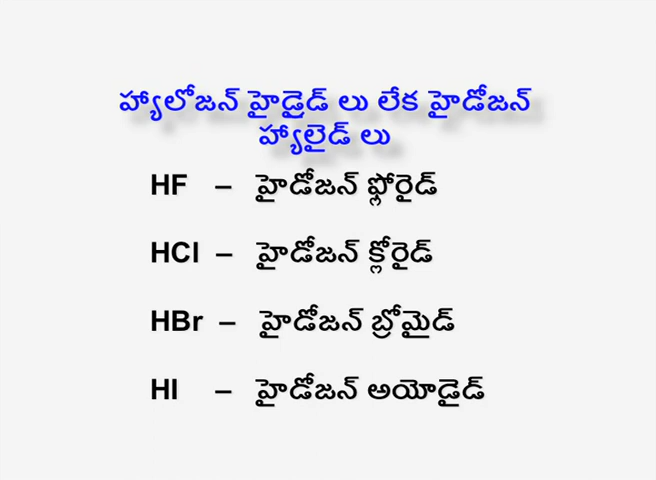 హ్యాలోజన్ హైడ్రైడ్ లు లేక హైడోజన్
హ్యాలైడ్ లు
HF – హైడోజన్ ఫ్లోరైడ్
HCl – హైడోజన్ క్లోరైడ్
HBr – హైడోజన్ బ్రోమైడ్
HI – హైడోజన్ అయోడైడ్